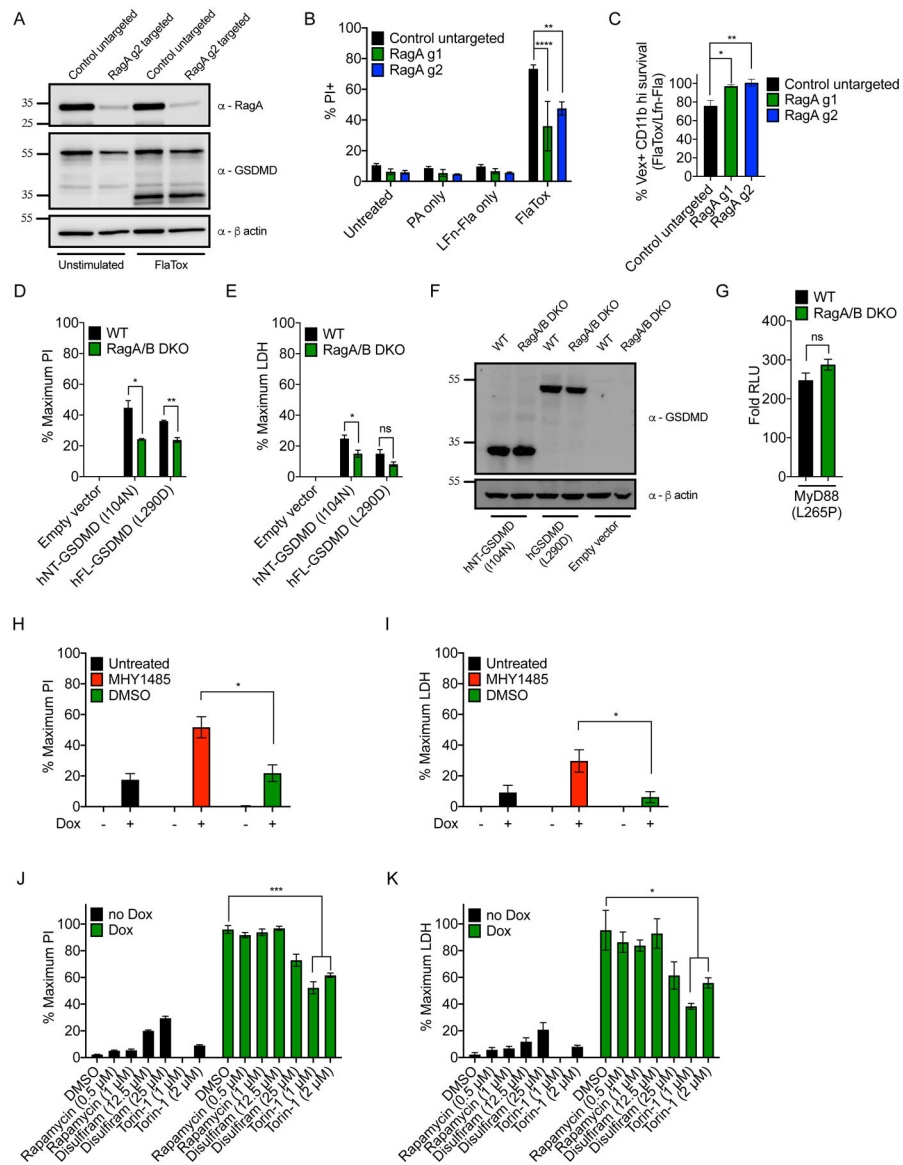 A
Control untargeted
RagA g2 targeted
Control untargeted
RagA g2 targeted
35
25
α - RagA
55
35
α - GSDMD
55
α - β actin
Unstimulated
FlaTox
B
% PI+
100
80
60
40
20
0
Control untargeted
RagA g1
RagA g2
**
****
Untreated
PA only
LFn-Fla only
FlaTox
C
% Vex+ CD11b hi survival
(FlaTox/Lfn-Fla)
100
80
60
40
20
0
**
*
Control untargeted
RagA g1
RagA g2
Control untargeted
RagA g1
RagA g2
D
% Maximum PI
100
80
60
40
20
0
WT
RagA/B DKO
*
**
Empty vector
hNT-GSDMD (I104N)
hFL-GSDMD (L290D)
E
% Maximum LDH
100
80
60
40
20
0
WT
RagA/B DKO
*
ns
Empty vector
hNT-GSDMD (I104N)
hFL-GSDMD (L290D)
F
WT
RagA/B DKO
WT
RagA/B DKO
WT
RagA/B DKO
55
35
α - GSDMD
55
α - β actin
hNT-GSDMD
(I104N)
hGSDMD
(L290D)
Empty vector
G
WT
RagA/B DKO
Fold RLU
400
300
200
100
0
ns
MyD88
(L265P)
H
% Maximum PI
100
80
60
40
20
0
Untreated
MHY1485
DMSO
*
Dox - + - + - +
I
% Maximum LDH
100
80
60
40
20
0
Untreated
MHY1485
DMSO
*
Dox - + - + - +
J
% Maximum PI
100
80
60
40
20
0
no Dox
Dox
***
DMSO
Rapamycin (0.5 μM)
Rapamycin (1 μM)
Disulfiram (12.5 μM)
Disulfiram (25 μM)
Torin-1 (1 μM)
Torin-1 (2 μM)
DMSO
Rapamycin (0.5 μM)
Rapamycin (1 μM)
Disulfiram (12.5 μM)
Disulfiram (25 μM)
Torin-1 (1 μM)
Torin-1 (2 μM)
K
% Maximum LDH
100
80
60
40
20
0
no Dox
Dox
*
DMSO
Rapamycin (0.5 μM)
Rapamycin (1 μM)
Disulfiram (12.5 μM)
Disulfiram (25 μM)
Torin-1 (1 μM)
Torin-1 (2 μM)
DMSO
Rapamycin (0.5 μM)
Rapamycin (1 μM)
Disulfiram (12.5 μM)
Disulfiram (25 μM)
Torin-1 (1 μM)
Torin-1 (2 μM)